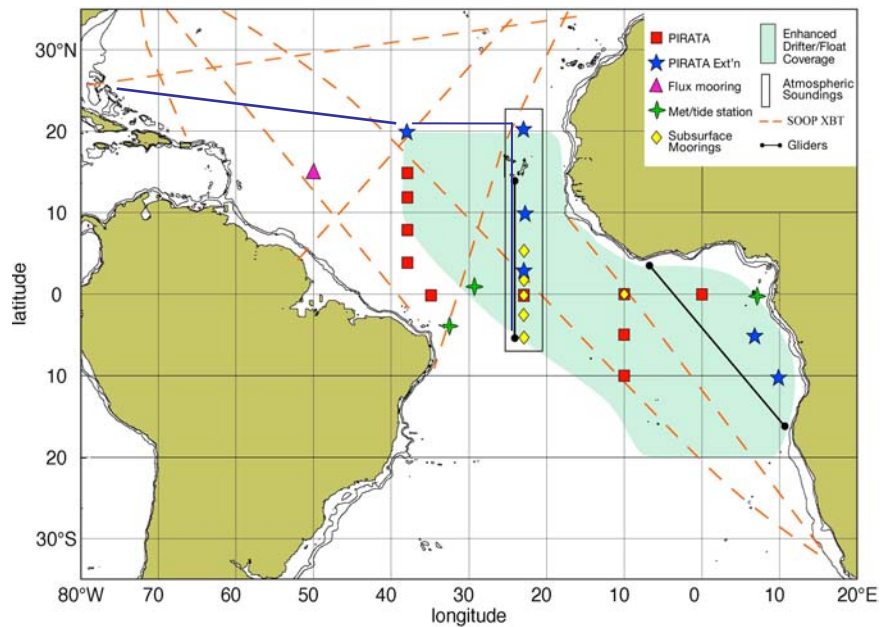 30°N
20
10
0
10
20
30°S
latitude
80°W
70
60
50
40
30
20
10
0
10
20°E
longitude
PIRATA
PIRATA Ext'n
Flux mooring
Met/tide station
Subsurface
Moorings
Enhanced
Drifter/Float
Coverage
Atmospheric
Soundings
SOOP XBT
Gliders